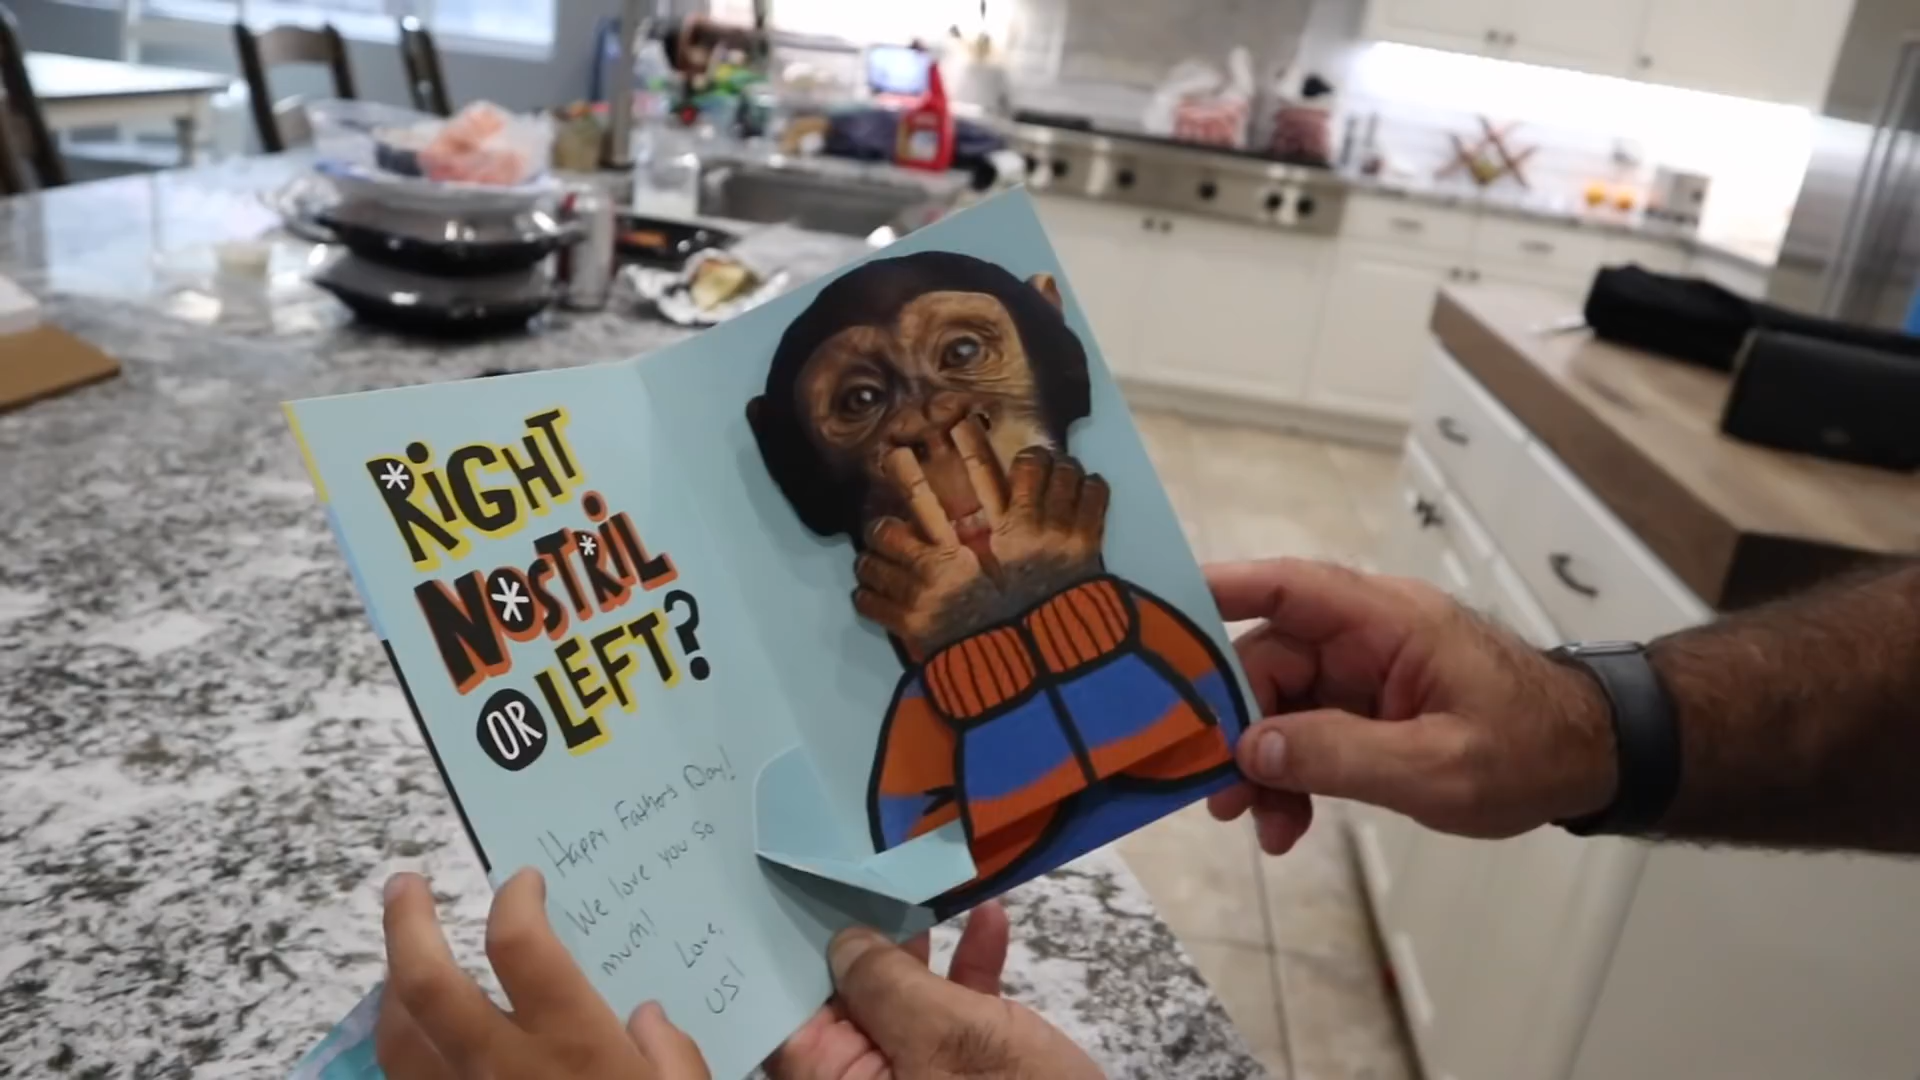 RiGHT
NOSTRiL
OR LEFT?
Happy Father's Day!
We love you so
much!
Love,
US!